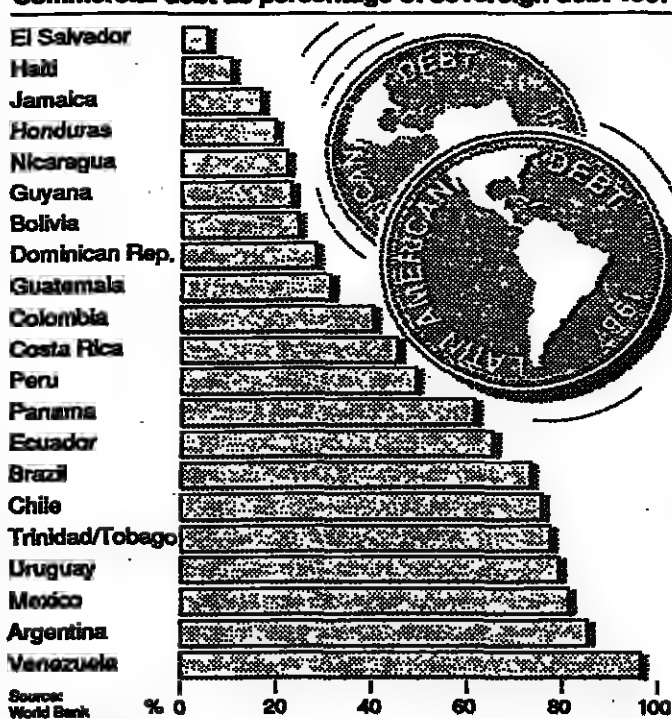 Commercial debt as percentage of sovereign debt
El Salvador
Haiti
Jamaica
Honduras
Nicaragua
Guyana
Bolivia
Dominican Rep.
Guatemala
Colombia
Costa Rica
Peru
Panama
Ecuador
Brazil
Chile
Trinidad/Tobago
Uruguay
Mexico
Argentina
Venezuela
DEBT
LATIN AMERICAN DEBT 1987
Source:
World Bank
% 0 20 40 60 80 100